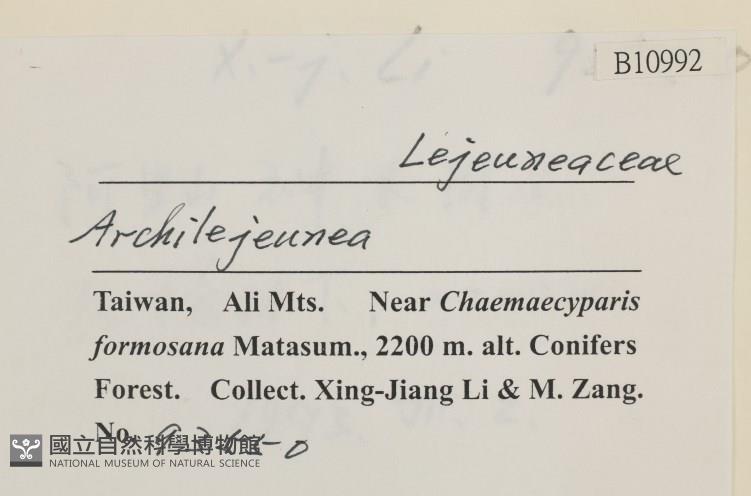 B10992
Lejeuneaceae
Archilejeunea
Taiwan, Ali Mts. Near Chaemaecyparis
formosana Matasum., 2200 m. alt. Conifers
Forest. Collect. Xing-Jiang Li & M. Zang.
No.
國立自然科學博物館
NATIONAL MUSEUM OF NATURAL SCIENCE